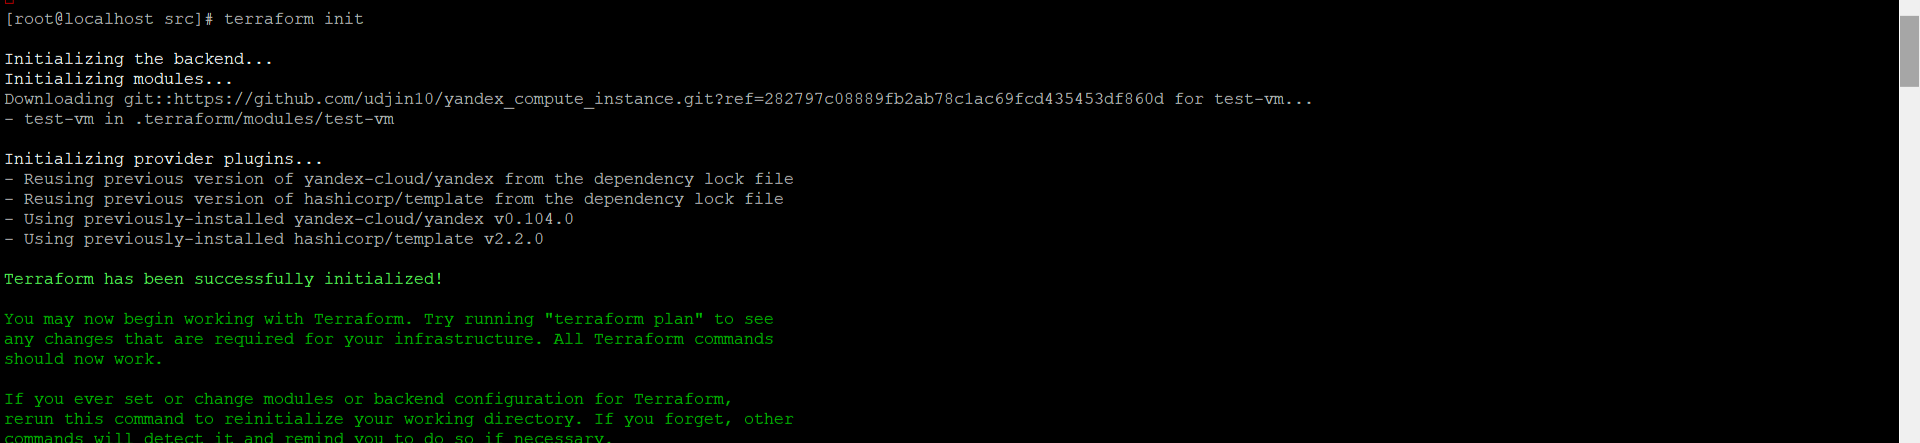 [root@localhost src]# terraform init
Initializing the backend...
Initializing modules...
Downloading git::https://github.com/udjin10/yandex_compute_instance.git?ref=282797c08889fb2ab78c1ac69fcd435453df860d for test-vm...
- test-vm in .terraform/modules/test-vm
Initializing provider plugins...
- Reusing previous version of yandex-cloud/yandex from the dependency lock file
- Reusing previous version of hashicorp/template from the dependency lock file
- Using previously-installed yandex-cloud/yandex v0.104.0
- Using previously-installed hashicorp/template v2.2.0
Terraform has been successfully initialized!
You may now begin working with Terraform. Try running "terraform plan" to see
any changes that are required for your infrastructure. All Terraform commands
should now work.
If you ever set or change modules or backend configuration for Terraform,
rerun this command to reinitialize your working directory. If you forget, other
commands will detect it and remind you to do so if necessary.